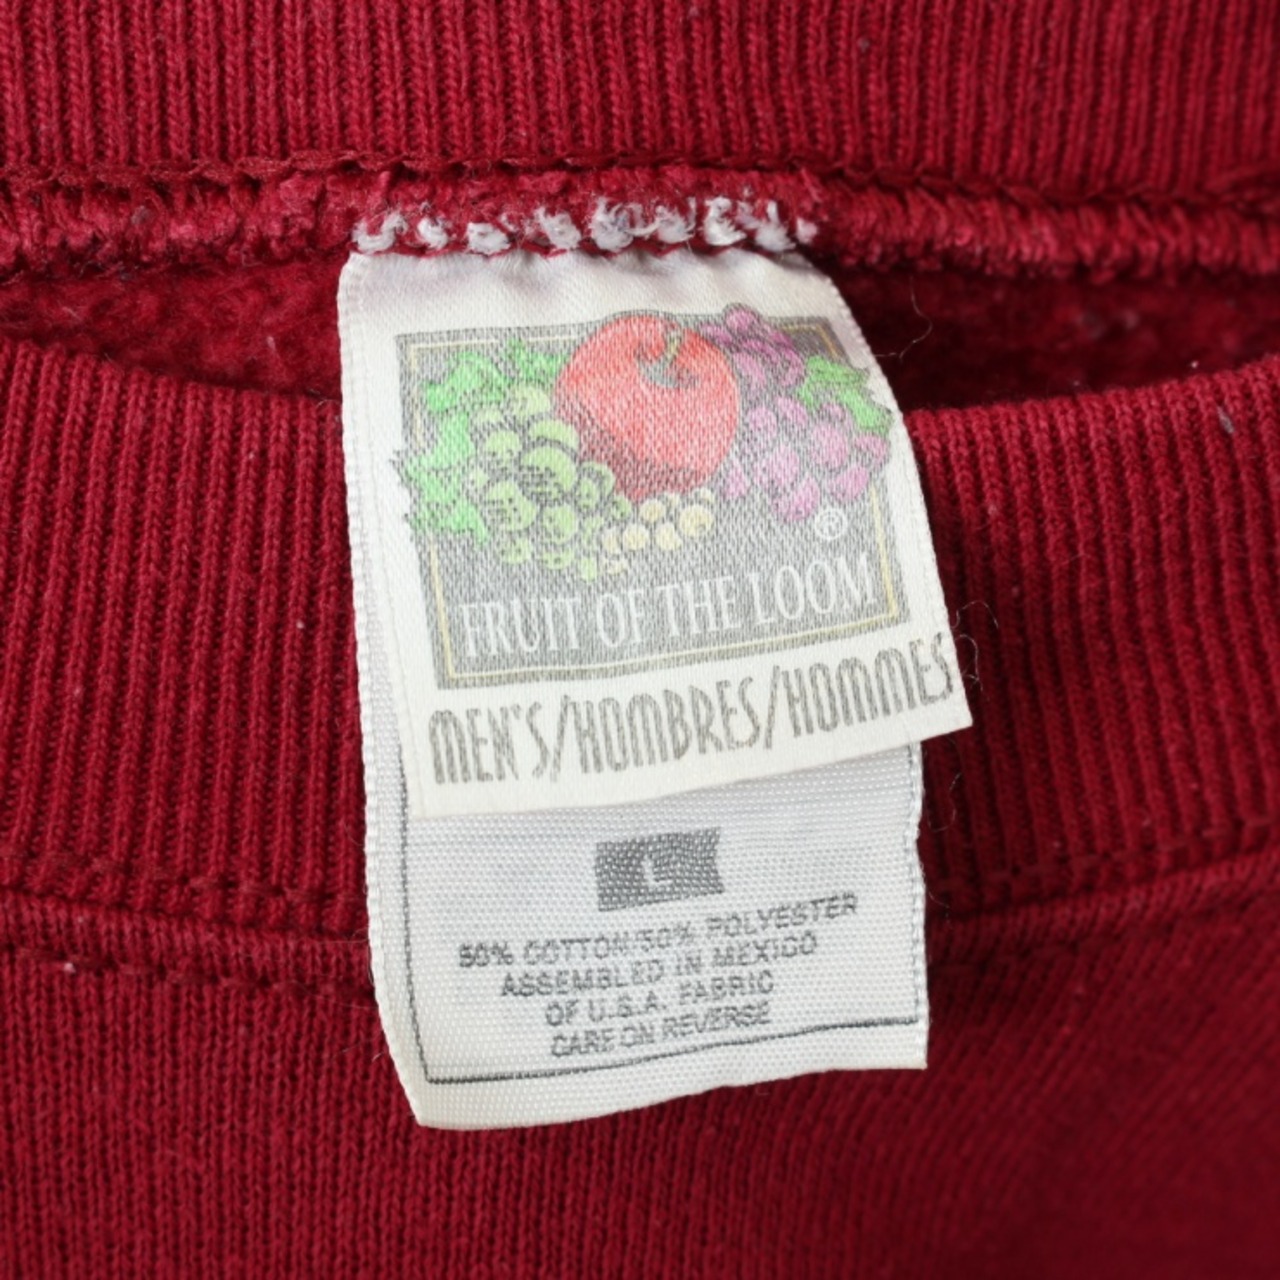 ®
FRUIT OF THE LOOM
MEN'S/HOMBRES/HOMMES
L
50% COTTON/50% POLYESTER
ASSEMBLED IN MEXICO
OF U.S.A. FABRIC
CARE ON REVERSE